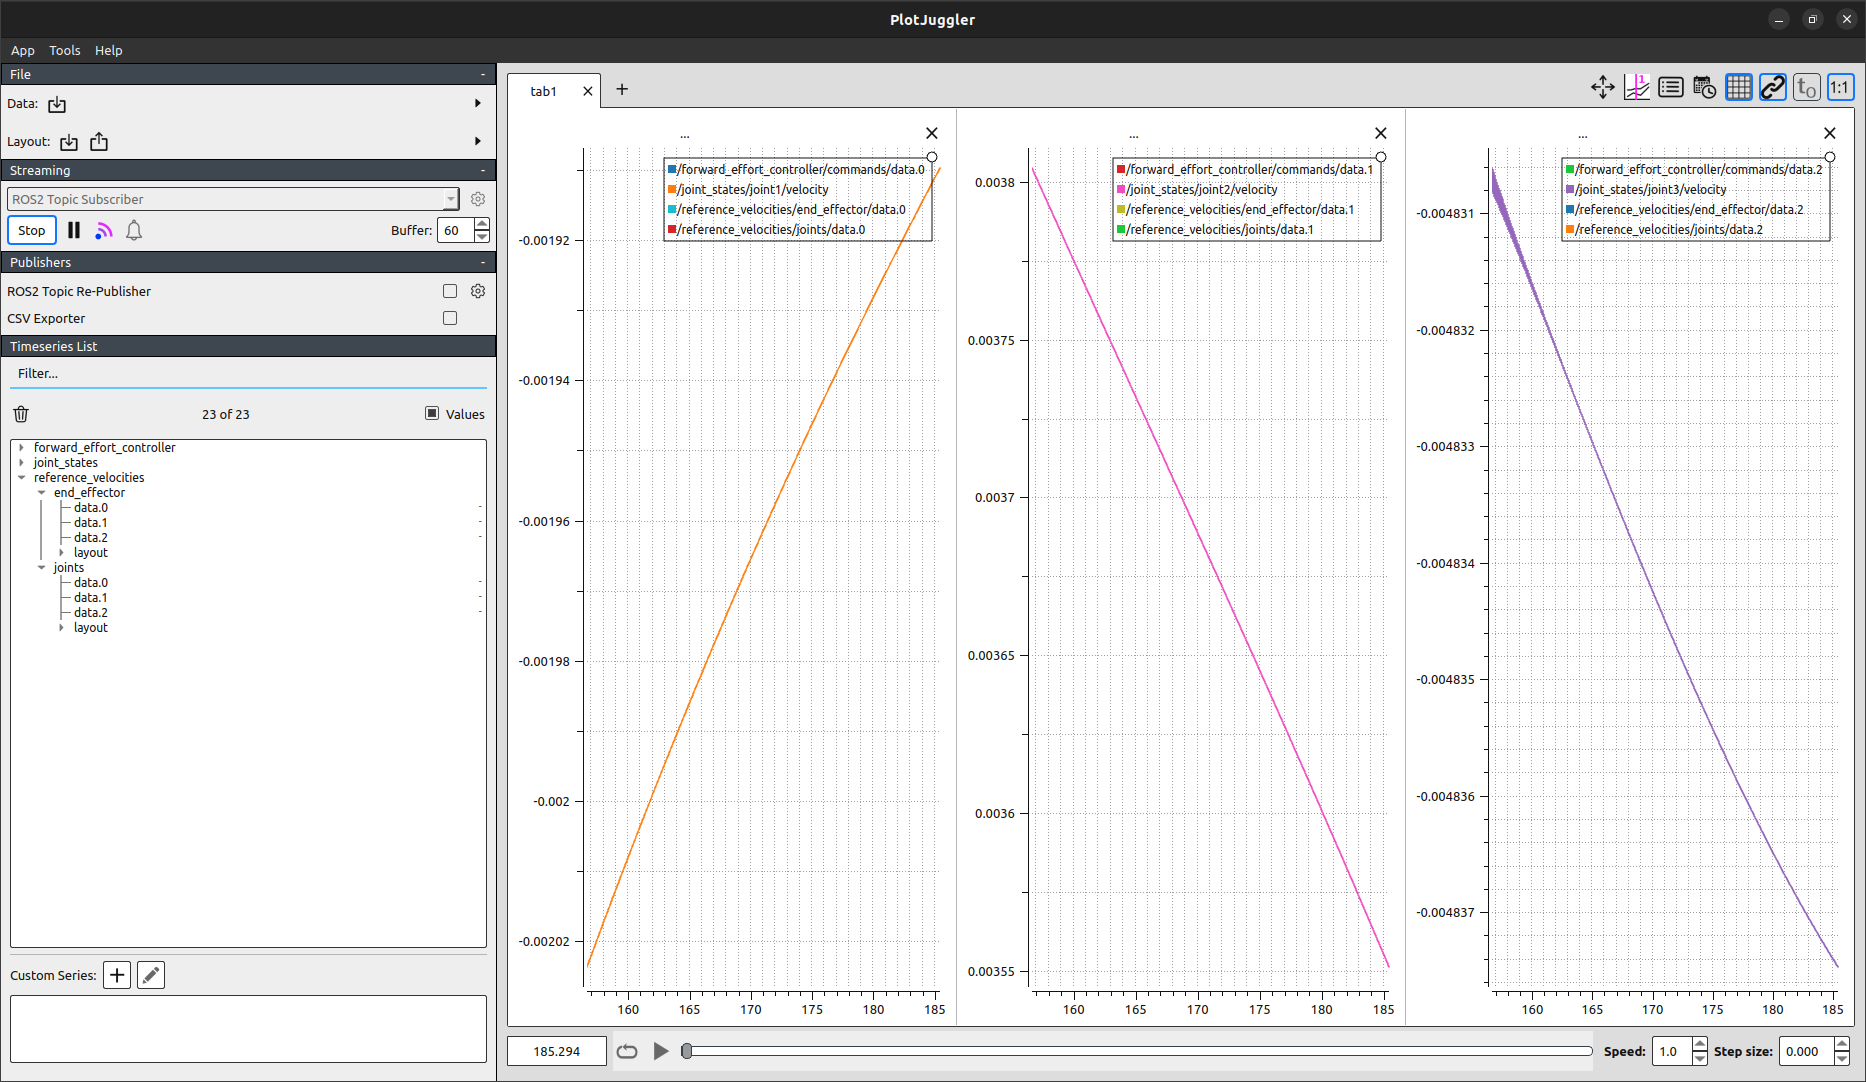 PlotJuggler
App Tools Help
File -
Data:
Layout:
Streaming -
ROS2 Topic Subscriber
Stop Buffer: 60
Publishers -
ROS2 Topic Re-Publisher
CSV Exporter
Timeseries List
Filter...
23 of 23 Values
forward_effort_controller
joint_states
reference_velocities
end_effector
data.0 -
data.1 -
data.2 -
layout
joints
data.0 -
data.1 -
data.2 -
layout
Custom Series:
tab1
1
t0
1:1
...
/forward_effort_controller/commands/data.0
/joint_states/joint1/velocity
/reference_velocities/end_effector/data.0
/reference_velocities/joints/data.0
-0.00192
-0.00194
-0.00196
-0.00198
-0.002
-0.00202
160 165 170 175 180 185
...
/forward_effort_controller/commands/data.1
/joint_states/joint2/velocity
/reference_velocities/end_effector/data.1
/reference_velocities/joints/data.1
0.0038
0.00375
0.0037
0.00365
0.0036
0.00355
160 165 170 175 180 185
...
/forward_effort_controller/commands/data.2
/joint_states/joint3/velocity
/reference_velocities/end_effector/data.2
/reference_velocities/joints/data.2
-0.004831
-0.004832
-0.004833
-0.004834
-0.004835
-0.004836
-0.004837
160 165 170 175 180 185
185.294 Speed: 1.0 Step size: 0.000